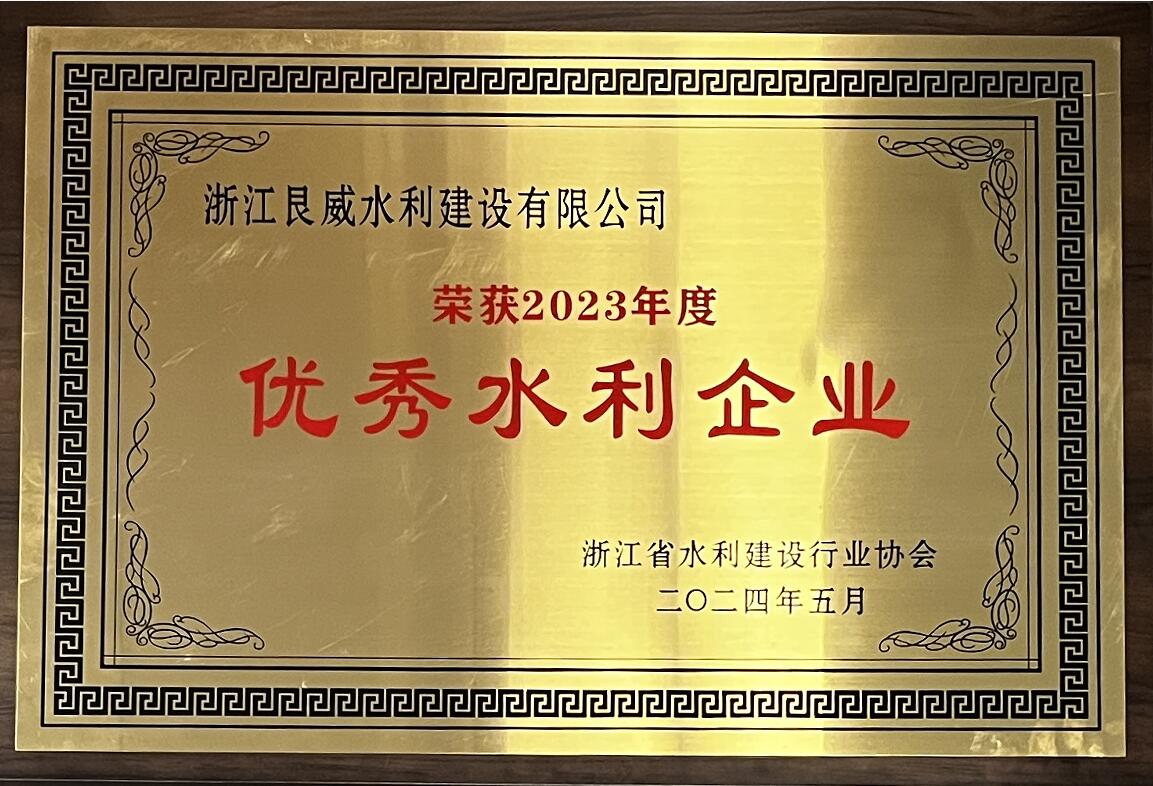 浙江艮威水利建设有限公司
荣获2023年度
优秀水利企业
浙江省水利建设行业协会
二〇二四年五月